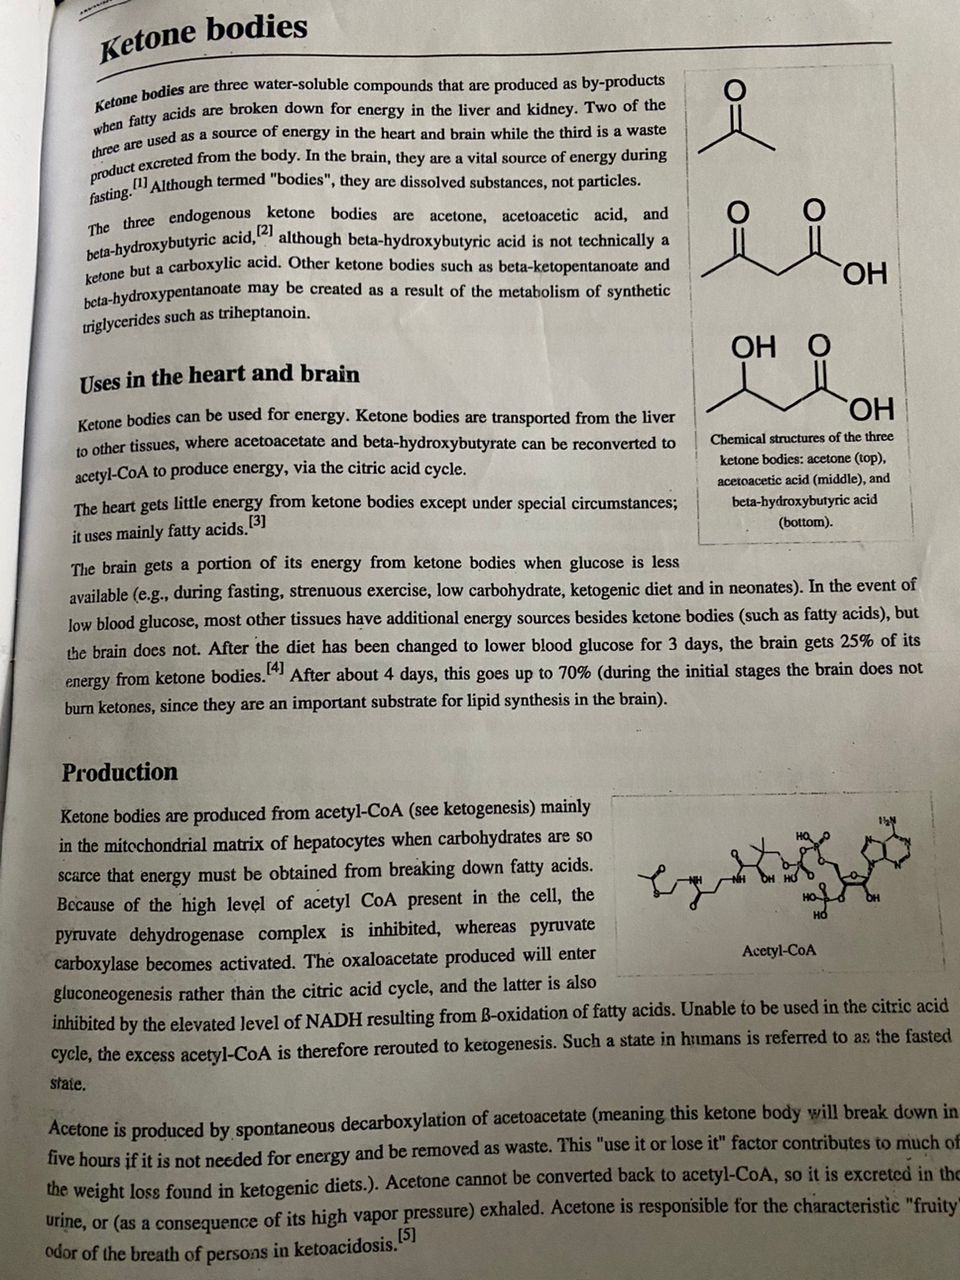 Ketone bodies
Ketone bodies are three water-soluble compounds that are produced as by-products
when fatty acids are broken down for energy in the liver and kidney. Two of the
three are used as a source of energy in the heart and brain while the third is a waste
product excreted from the body. In the brain, they are a vital source of energy during
fasting.[1] Although termed "bodies", they are dissolved substances, not particles.
The three endogenous ketone bodies are acetone, acetoacetic acid, and
beta-hydroxybutyric acid,[2] although beta-hydroxybutyric acid is not technically a
ketone but a carboxylic acid. Other ketone bodies such as beta-ketopentanoate and
beta-hydroxypentanoate may be created as a result of the metabolism of synthetic
triglycerides such as triheptanoin.
O
O O
OH
OH O
OH
Chemical structures of the three
ketone bodies: acetone (top),
acetoacetic acid (middle), and
beta-hydroxybutyric acid
(bottom).
Uses in the heart and brain
Ketone bodies can be used for energy. Ketone bodies are transported from the liver
to other tissues, where acetoacetate and beta-hydroxybutyrate can be reconverted to
acetyl-CoA to produce energy, via the citric acid cycle.
The heart gets little energy from ketone bodies except under special circumstances;
it uses mainly fatty acids.[3]
The brain gets a portion of its energy from ketone bodies when glucose is less
available (e.g., during fasting, strenuous exercise, low carbohydrate, ketogenic diet and in neonates). In the event of
low blood glucose, most other tissues have additional energy sources besides ketone bodies (such as fatty acids), but
the brain does not. After the diet has been changed to lower blood glucose for 3 days, the brain gets 25% of its
energy from ketone bodies.[4] After about 4 days, this goes up to 70% (during the initial stages the brain does not
burn ketones, since they are an important substrate for lipid synthesis in the brain).
Production
Ketone bodies are produced from acetyl-CoA (see ketogenesis) mainly
in the mitochondrial matrix of hepatocytes when carbohydrates are so
scarce that energy must be obtained from breaking down fatty acids.
Because of the high level of acetyl CoA present in the cell, the
pyruvate dehydrogenase complex is inhibited, whereas pyruvate
carboxylase becomes activated. The oxaloacetate produced will enter
gluconeogenesis rather than the citric acid cycle, and the latter is also
inhibited by the elevated level of NADH resulting from ß-oxidation of fatty acids. Unable to be used in the citric acid
cycle, the excess acetyl-CoA is therefore rerouted to ketogenesis. Such a state in humans is referred to as the fasted
state.
Acetyl-CoA
Acetone is produced by spontaneous decarboxylation of acetoacetate (meaning this ketone body will break down in
five hours if it is not needed for energy and be removed as waste. This "use it or lose it" factor contributes to much of
the weight loss found in ketogenic diets.). Acetone cannot be converted back to acetyl-CoA, so it is excreted in the
urine, or (as a consequence of its high vapor pressure) exhaled. Acetone is responsible for the characteristic "fruity"
odor of the breath of persons in ketoacidosis.[5]